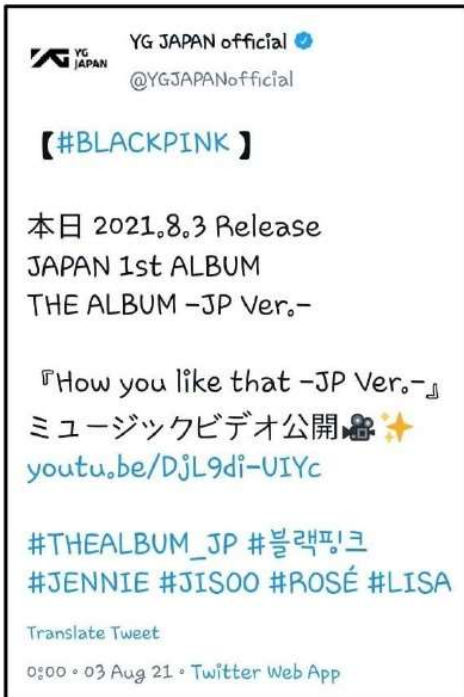 YG JAPAN
YG JAPAN official
@YGJAPANofficial
【#BLACKPINK 】
本日 2021.8.3 Release
JAPAN 1st ALBUM
THE ALBUM -JP Ver.-
『How you like that -JP Ver.-』
ミュージックビデオ公開🎥✨
youtu.be/DjL9di-UIYc
#THEALBUM_JP #블랙핑크
#JENNIE #JISOO #ROSÉ #LISA
Translate Tweet
0:00 • 03 Aug 21 • Twitter Web App